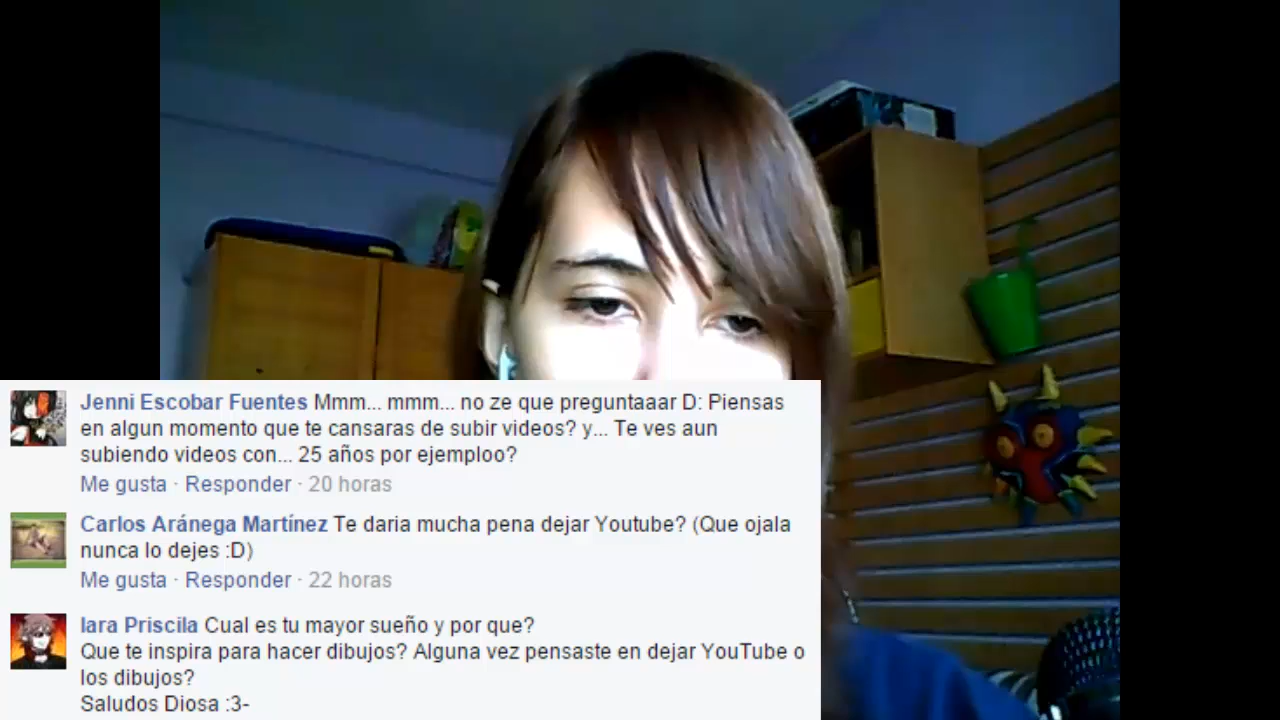 Jenni Escobar Fuentes Mmm... mmm... no ze que preguntaaar D: Piensas
en algun momento que te cansaras de subir videos? y... Te ves aun
subiendo videos con... 25 años por ejemploo?
Me gusta · Responder · 20 horas
Carlos Aránega Martínez Te daria mucha pena dejar Youtube? (Que ojala
nunca lo dejes :D)
Me gusta · Responder · 22 horas
Iara Priscila Cual es tu mayor sueño y por que?
Que te inspira para hacer dibujos? Alguna vez pensaste en dejar YouTube o
los dibujos?
Saludos Diosa :3-